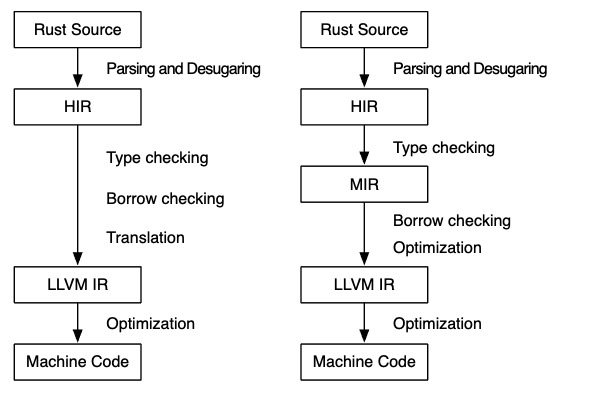 Rust Source
Parsing and Desugaring
HIR
Type checking
Borrow checking
Translation
LLVM IR
Optimization
Machine Code
Rust Source
Parsing and Desugaring
HIR
Type checking
MIR
Borrow checking
Optimization
LLVM IR
Optimization
Machine Code